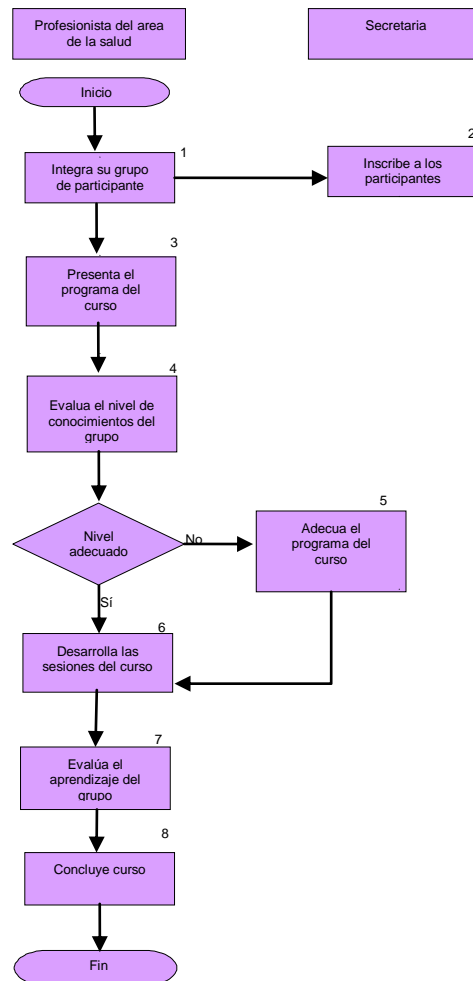 Profesionista del area
de la salud
Secretaria
Inicio
1
Integra su grupo
de participante
2
Inscribe a los
participantes
3
Presenta el
programa del
curso
4
Evalua el nivel de
conocimientos del
grupo
Nivel
adecuado
No
5
Adecua el
programa del
curso
Sí
6
Desarrolla las
sesiones del curso
7
Evalúa el
aprendizaje del
grupo
8
Concluye curso
Fin